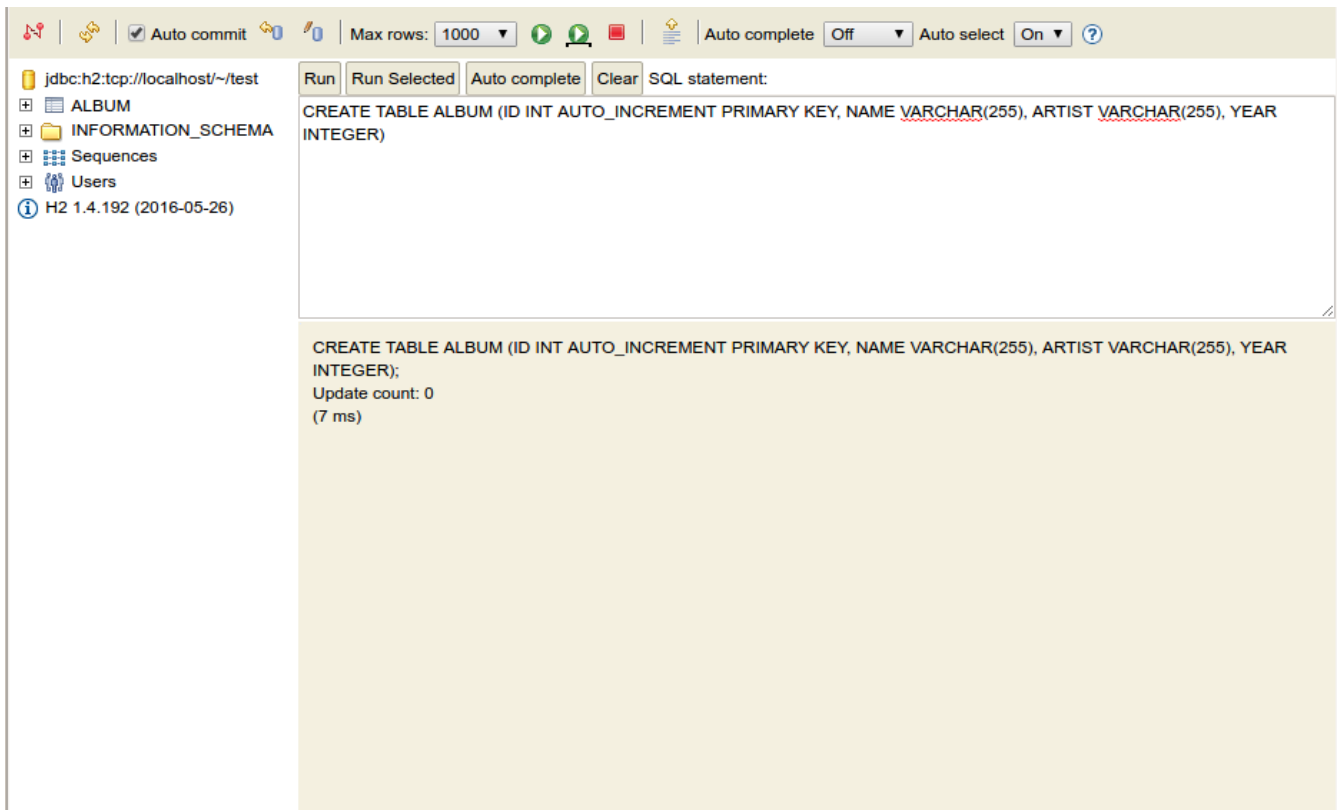 Auto commit Max rows: 1000 Auto complete Off Auto select On
jdbc:h2:tcp://localhost/~/test
ALBUM
INFORMATION_SCHEMA
Sequences
Users
H2 1.4.192 (2016-05-26)
Run Run Selected Auto complete Clear SQL statement:
CREATE TABLE ALBUM (ID INT AUTO_INCREMENT PRIMARY KEY, NAME VARCHAR(255), ARTIST VARCHAR(255), YEAR
INTEGER)
CREATE TABLE ALBUM (ID INT AUTO_INCREMENT PRIMARY KEY, NAME VARCHAR(255), ARTIST VARCHAR(255), YEAR
INTEGER);
Update count: 0
(7 ms)